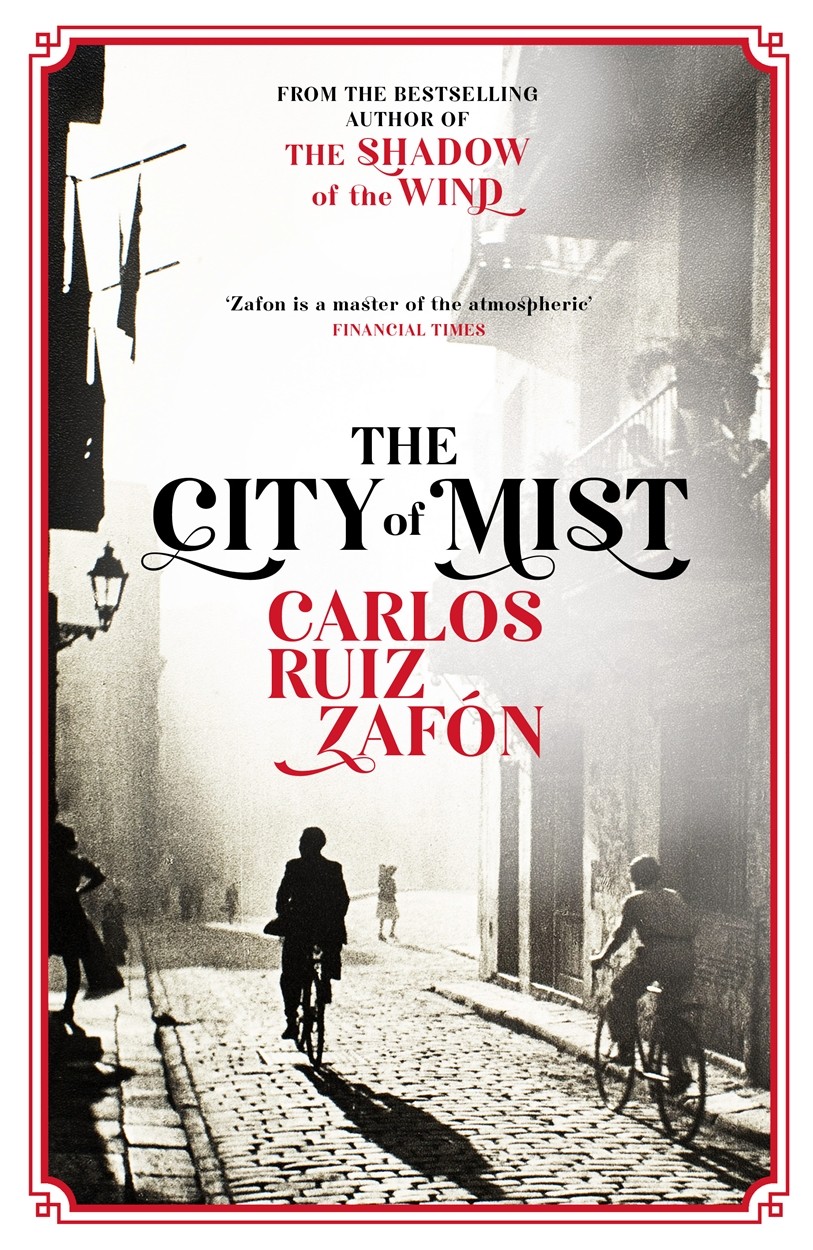 FROM THE BESTSELLING
AUTHOR OF
THE SHADOW
of the WIND
‘Zafon is a master of the atmospheric’
FINANCIAL TIMES
THE
CITY of MIST
CARLOS
RUIZ
ZAFÓN